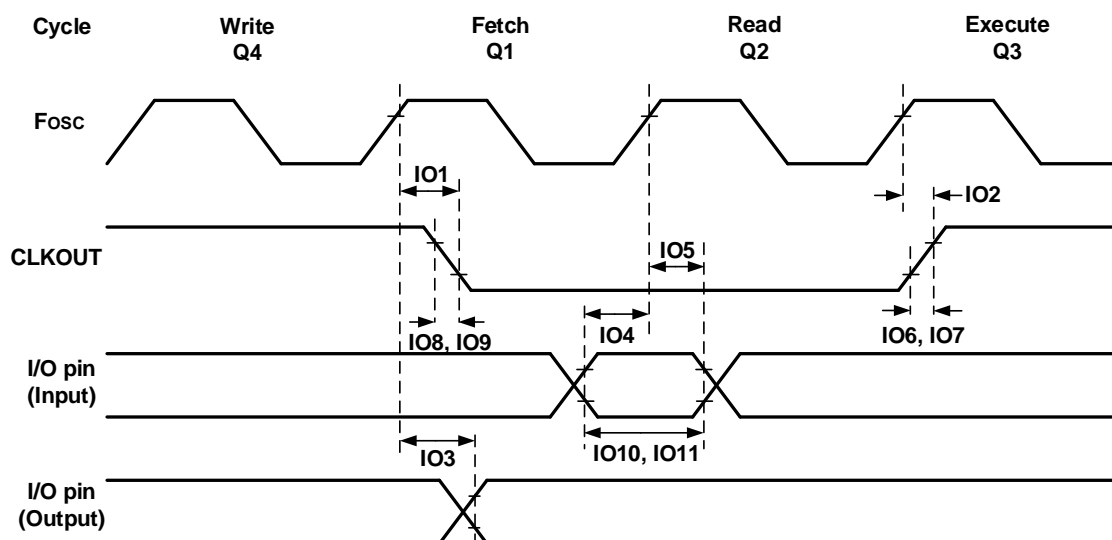 Cycle
Write
Q4
Fetch
Q1
Read
Q2
Execute
Q3
FOSC
IO1
IO2
CLKOUT
IO5
IO8, IO9
IO4
IO6, IO7
I/O pin
(Input)
IO10, IO11
IO3
I/O pin
(Output)